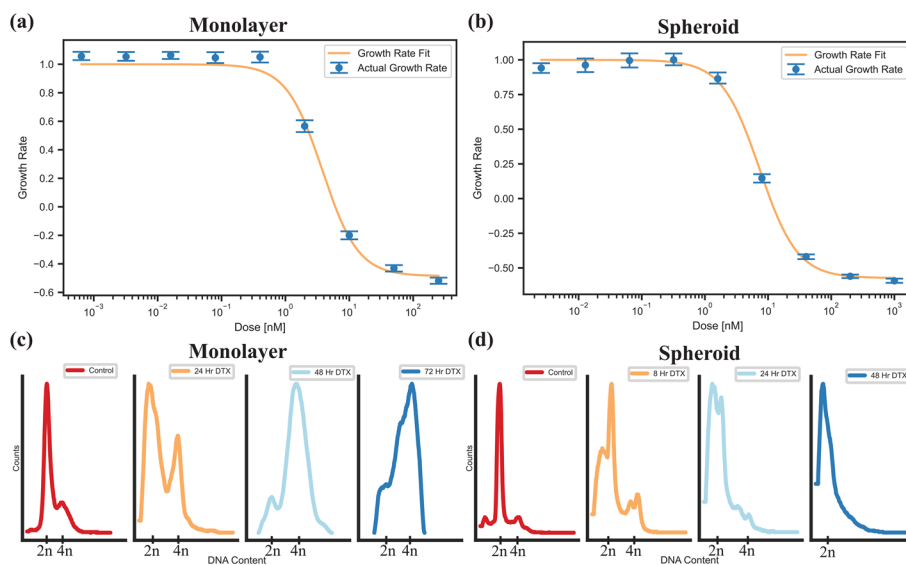 (a)
Monolayer
Growth Rate Fit
Actual Growth Rate
1.0
0.8
0.6
0.4
0.2
0.0
−0.2
−0.4
−0.6
Growth Rate
10⁻³
10⁻²
10⁻¹
10⁰
10¹
10²
Dose [nM]
(b)
Spheroid
Growth Rate Fit
Actual Growth Rate
1.00
0.75
0.50
0.25
0.00
−0.25
−0.50
Growth Rate
10⁻²
10⁻¹
10⁰
10¹
10²
10³
Dose [nM]
(c)
Monolayer
Control
24 Hr DTX
48 Hr DTX
72 Hr DTX
Counts
2n 4n
2n 4n
2n 4n
2n 4n
DNA Content
(d)
Spheroid
Control
8 Hr DTX
24 Hr DTX
48 Hr DTX
Counts
2n 4n
2n 4n
2n 4n
2n
DNA Content